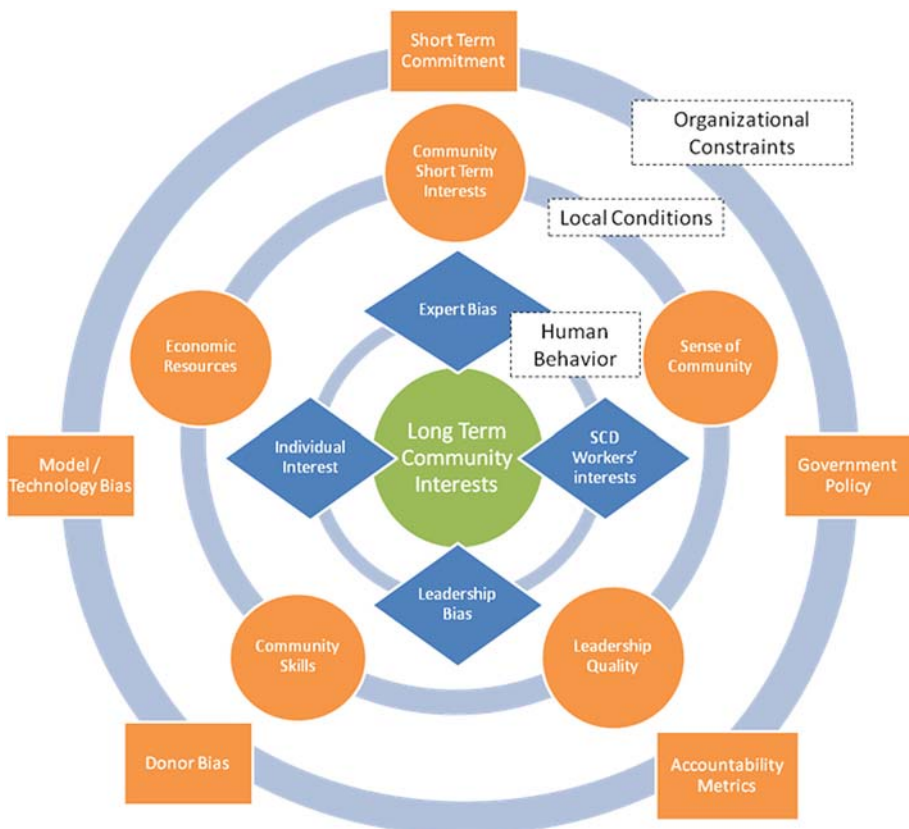 Short Term
Commitment
Organizational
Constraints
Community
Short Term
Interests
Local Conditions
Expert Bias
Human
Behavior
Economic
Resources
Sense of
Community
Long Term
Community
Interests
Individual
Interest
SCD
Workers'
interests
Model /
Technology Bias
Government
Policy
Leadership
Bias
Community
Skills
Leadership
Quality
Donor Bias
Accountability
Metrics